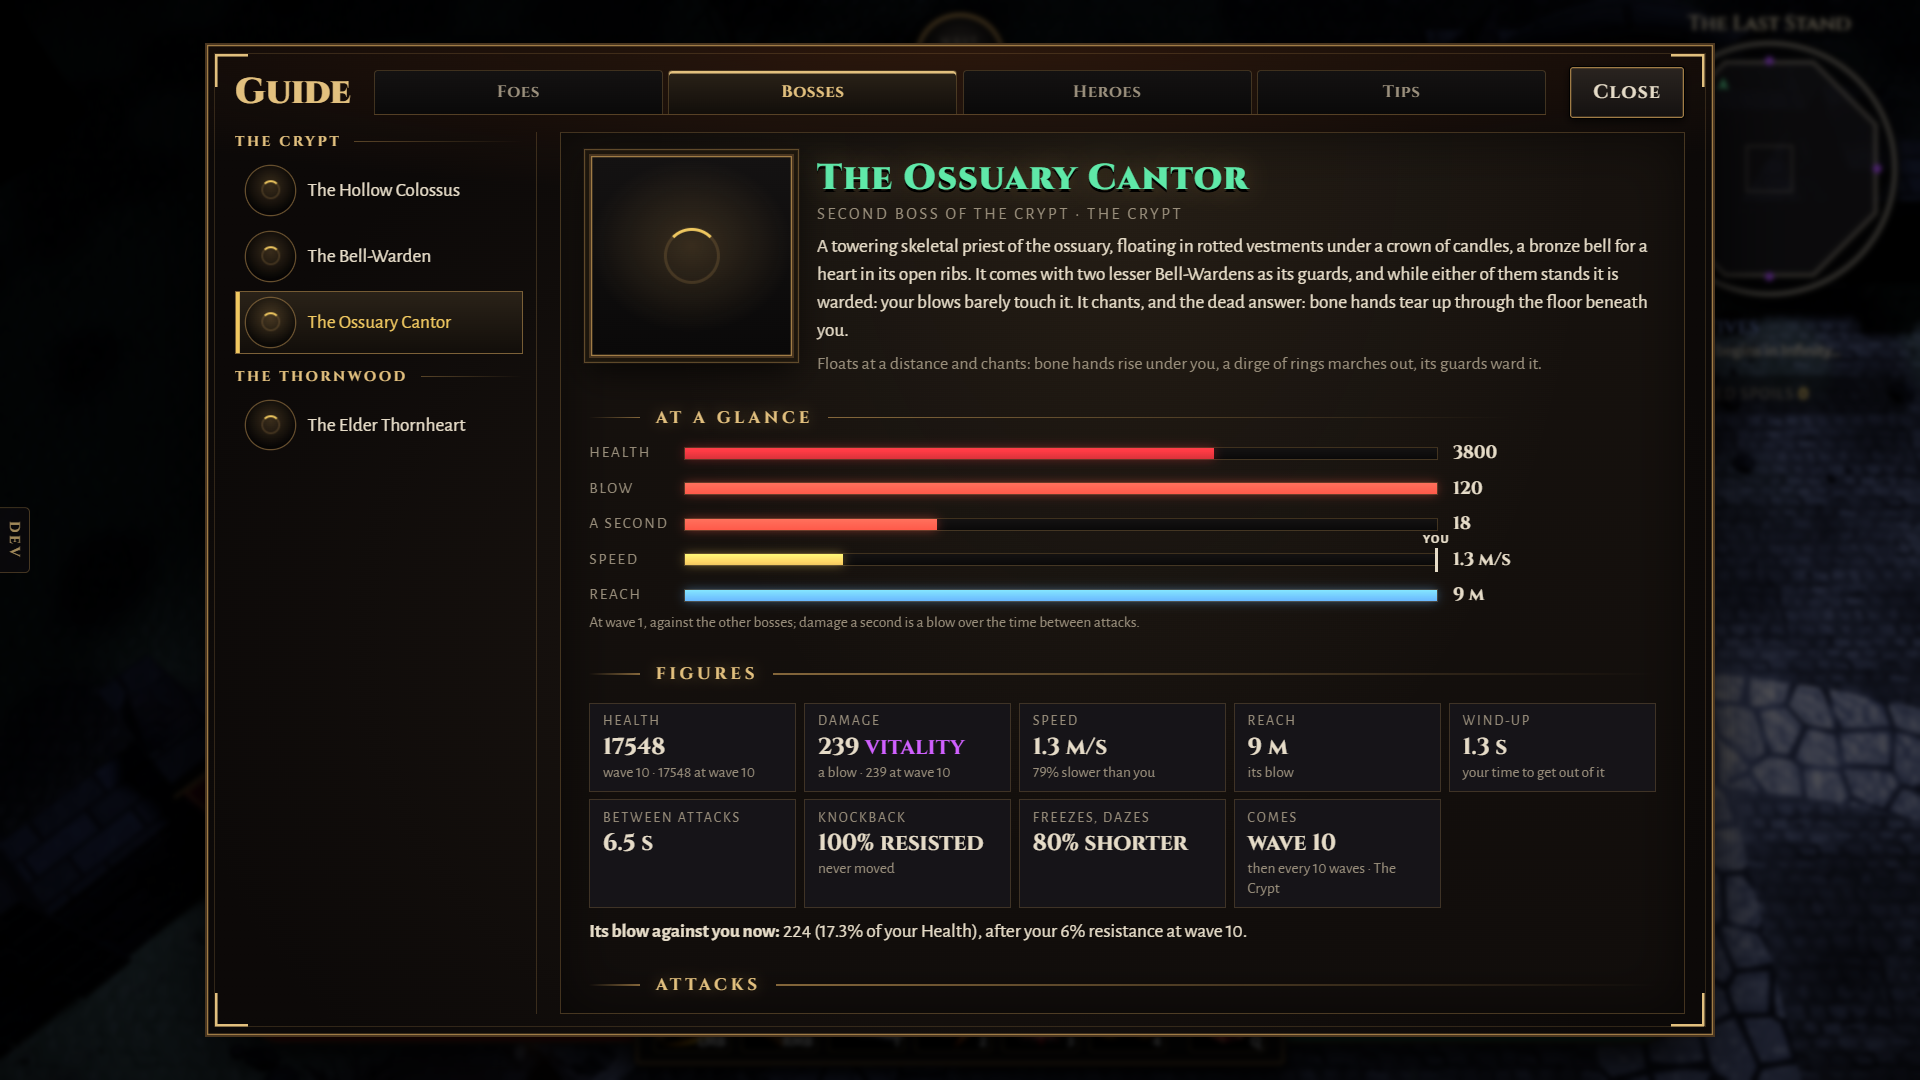 THE LAST STAND
GUIDE
FOES
BOSSES
HEROES
TIPS
CLOSE
THE CRYPT
The Hollow Colossus
The Bell-Warden
The Ossuary Cantor
THE THORNWOOD
The Elder Thornheart
DEV
THE OSSUARY CANTOR
SECOND BOSS OF THE CRYPT · THE CRYPT
A towering skeletal priest of the ossuary, floating in rotted vestments under a crown of candles, a bronze bell for a
heart in its open ribs. It comes with two lesser Bell-Wardens as its guards, and while either of them stands it is
warded: your blows barely touch it. It chants, and the dead answer: bone hands tear up through the floor beneath
you.
Floats at a distance and chants: bone hands rise under you, a dirge of rings marches out, its guards ward it.
AT A GLANCE
HEALTH 3800
BLOW 120
A SECOND 18
YOU
SPEED 1.3 M/S
REACH 9 M
At wave 1, against the other bosses; damage a second is a blow over the time between attacks.
FIGURES
HEALTH
17548
wave 10 · 17548 at wave 10
DAMAGE
239 VITALITY
a blow · 239 at wave 10
SPEED
1.3 M/S
79% slower than you
REACH
9 M
its blow
WIND-UP
1.3 S
your time to get out of it
BETWEEN ATTACKS
6.5 S
KNOCKBACK
100% RESISTED
never moved
FREEZES, DAZES
80% SHORTER
COMES
WAVE 10
then every 10 waves · The
Crypt
Its blow against you now: 224 (17.3% of your Health), after your 6% resistance at wave 10.
ATTACKS